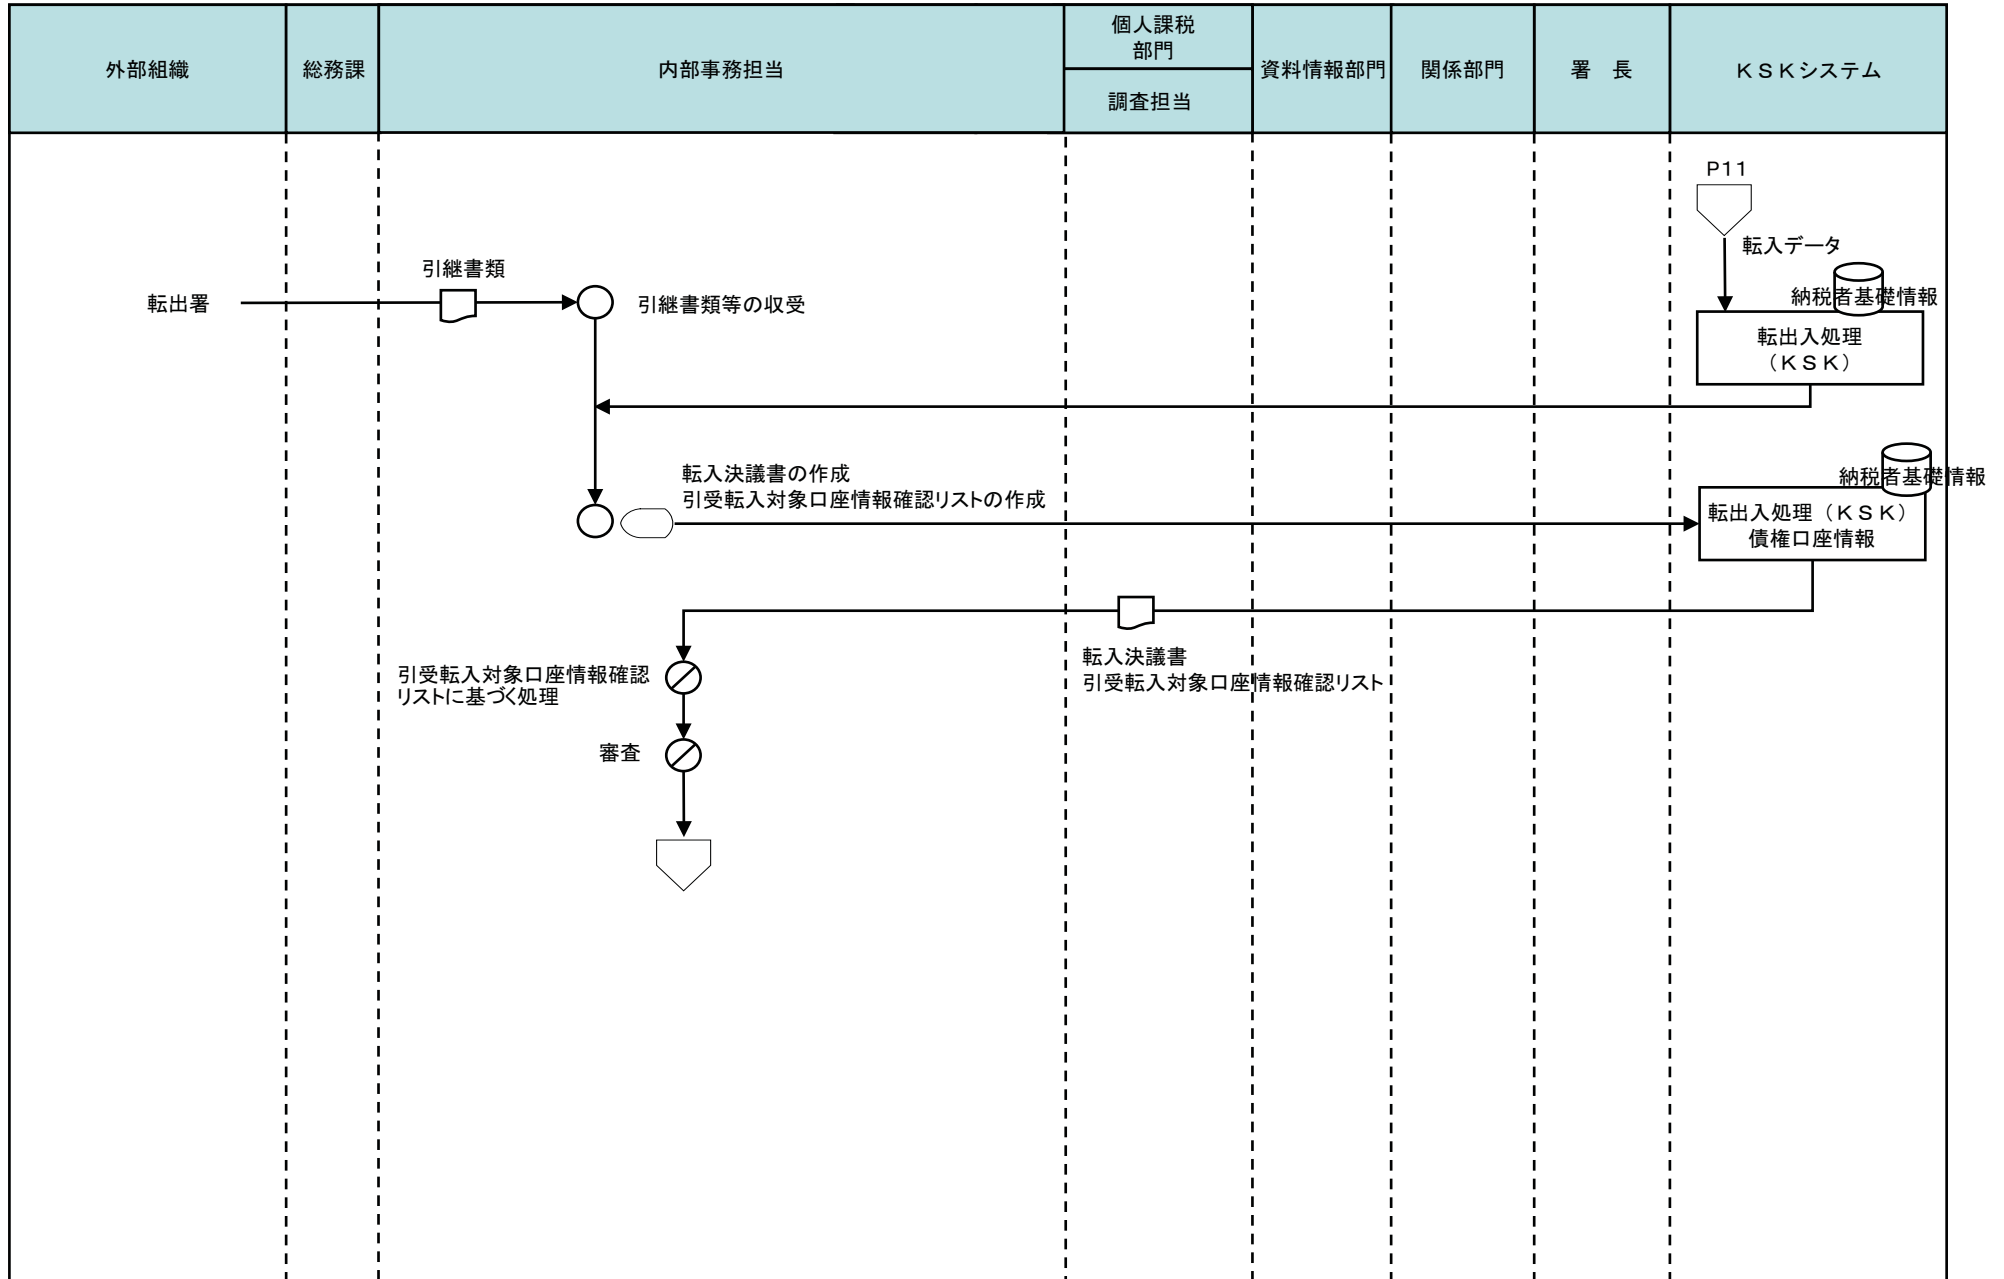 外部組織
総務課
内部事務担当
個人課税
部門
調査担当
資料情報部門
関係部門
署　長
ＫＳＫシステム
P11
転入データ
納税者基礎情報
引継書類
転出署
引継書類等の収受
転出入処理
（ＫＳＫ）
転入決議書の作成
引受転入対象口座情報確認リストの作成
納税者基礎情報
転出入処理（ＫＳＫ）
債権口座情報
転入決議書
引受転入対象口座情報確認リスト
引受転入対象口座情報確認
リストに基づく処理
審査